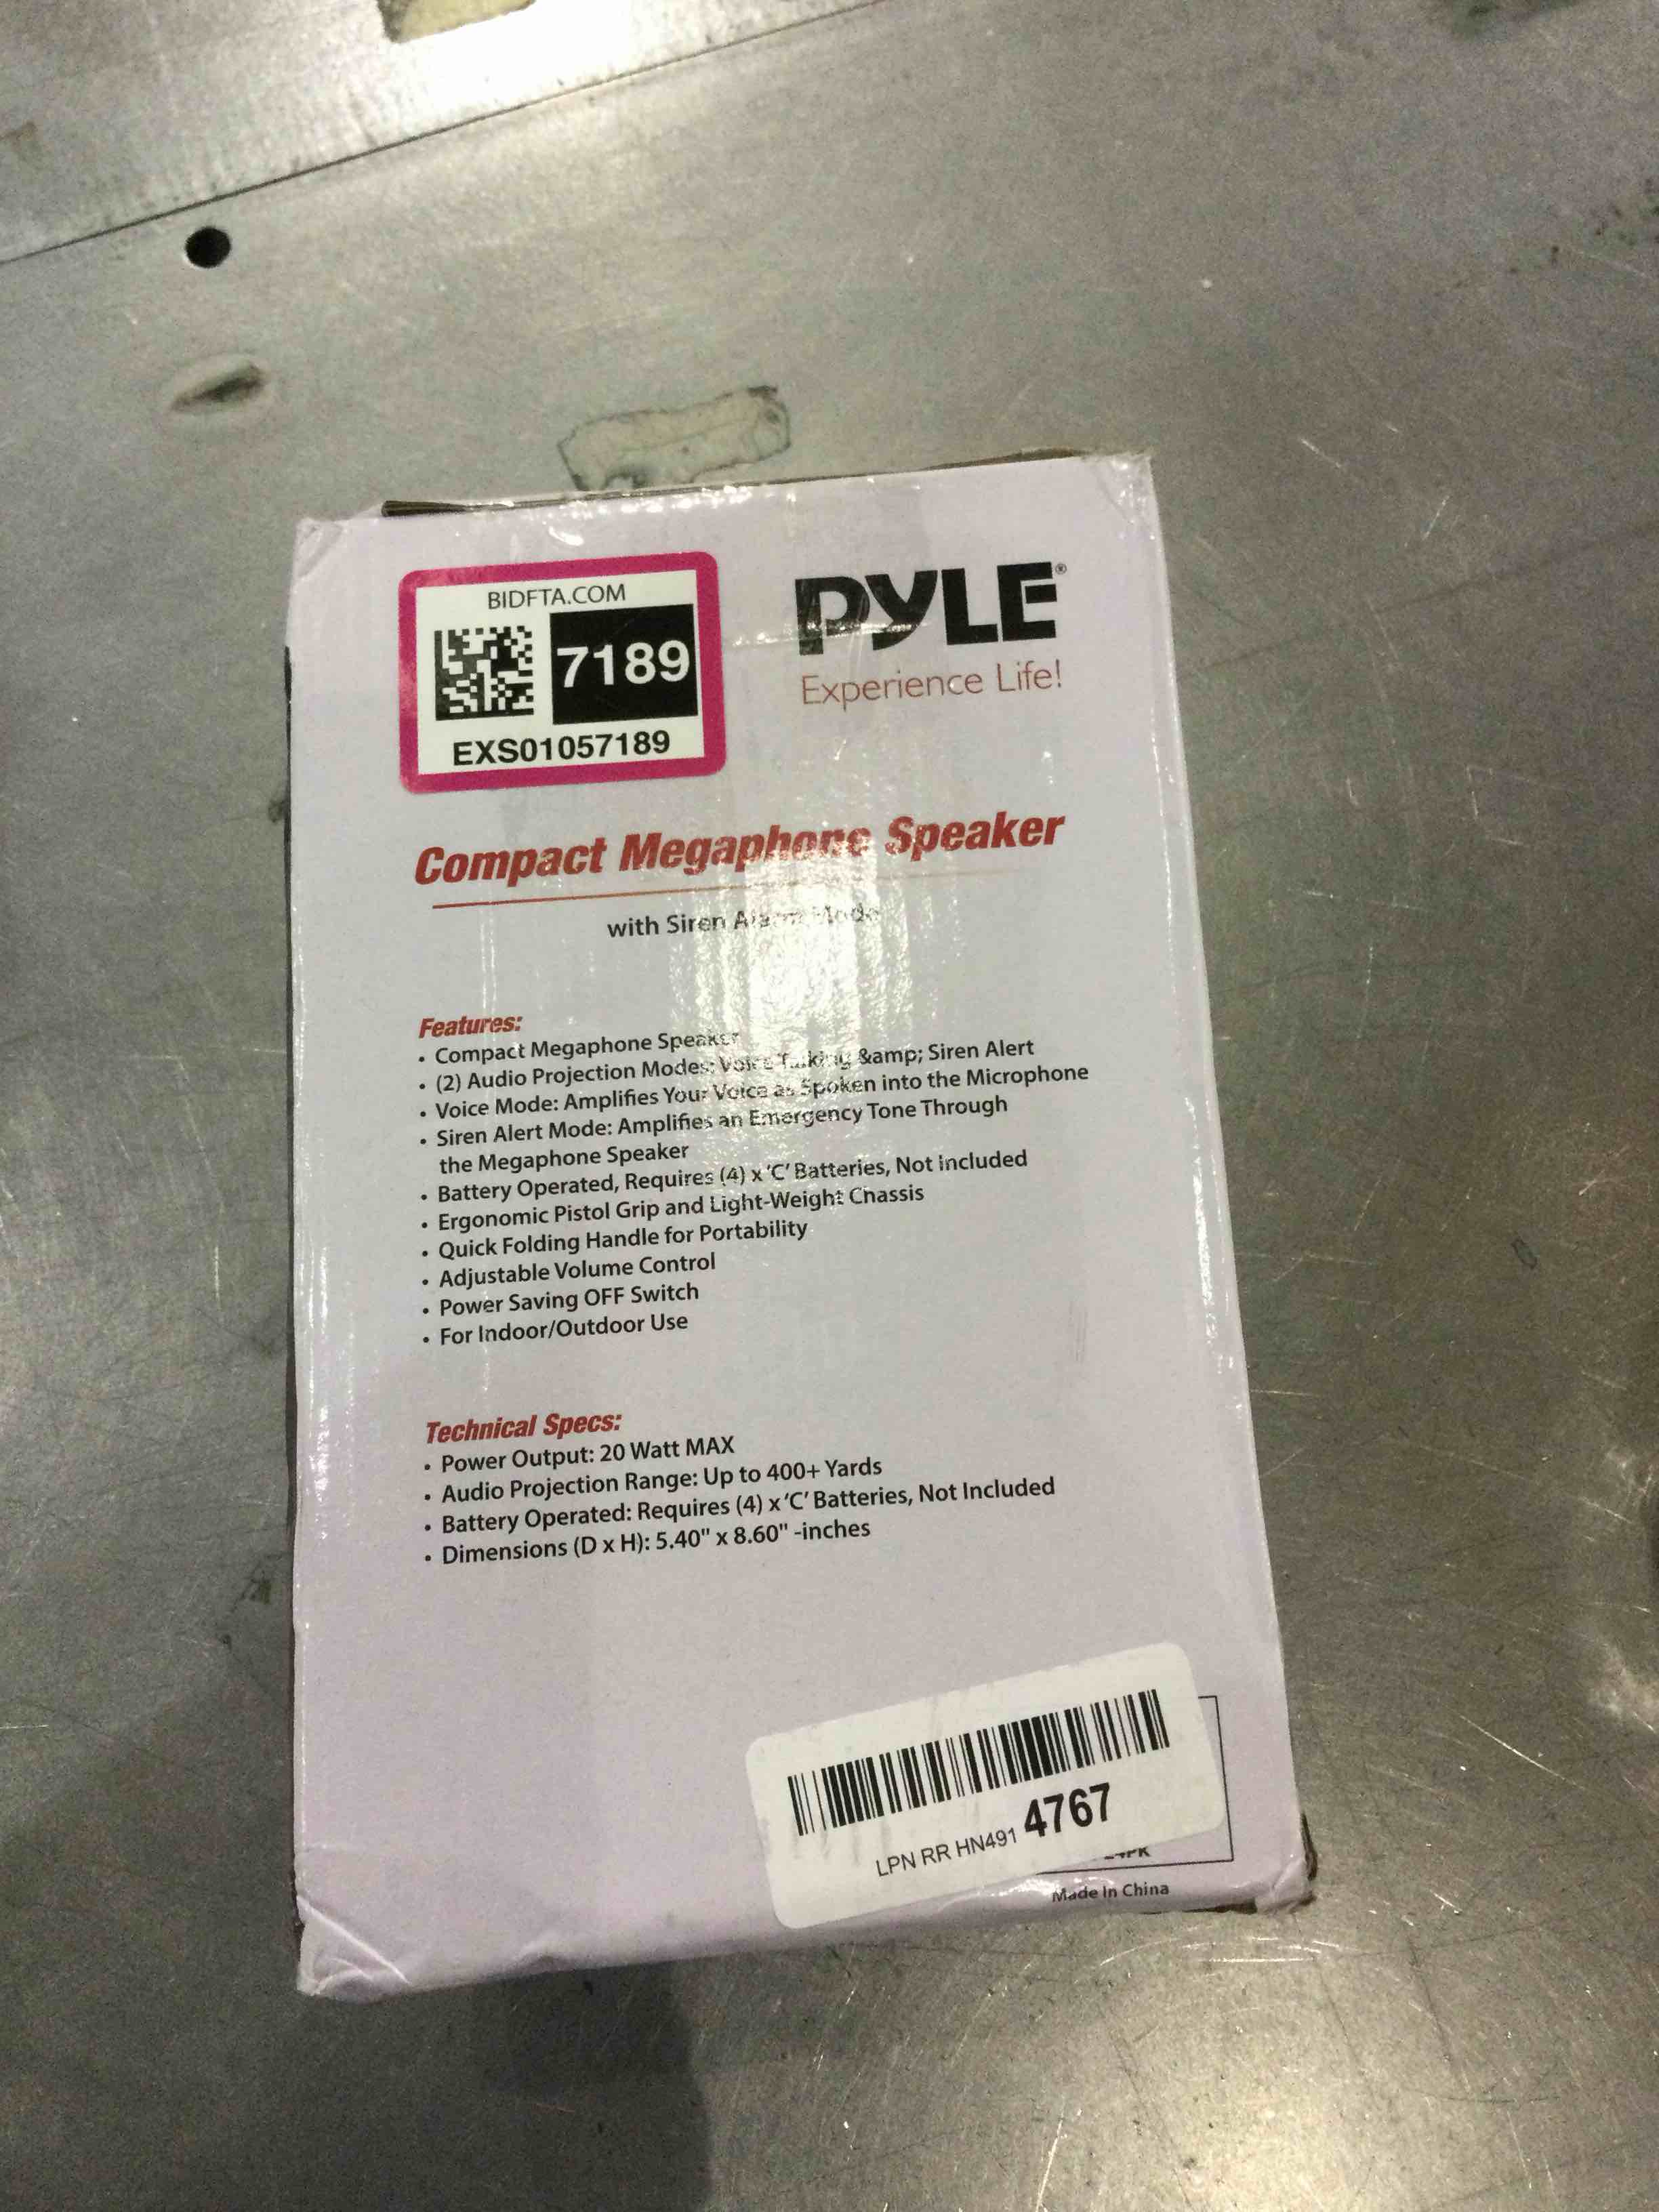 BIDFTA.COM
7189
EXS01057189
PYLE®
Experience Life!
Compact Megaphone Speaker
with Siren Alarm Mode
Features:
• Compact Megaphone Speaker
• (2) Audio Projection Modes: Voice Talking &amp; Siren Alert
• Voice Mode: Amplifies Your Voice as Spoken into the Microphone
• Siren Alert Mode: Amplifies an Emergency Tone Through
the Megaphone Speaker
• Battery Operated, Requires (4) x 'C' Batteries, Not Included
• Ergonomic Pistol Grip and Light-Weight Chassis
• Quick Folding Handle for Portability
• Adjustable Volume Control
• Power Saving OFF Switch
• For Indoor/Outdoor Use
Technical Specs:
• Power Output: 20 Watt MAX
• Audio Projection Range: Up to 400+ Yards
• Battery Operated: Requires (4) x 'C' Batteries, Not Included
• Dimensions (D x H): 5.40" x 8.60" -inches
LPN RR HN491 4767
Made In China